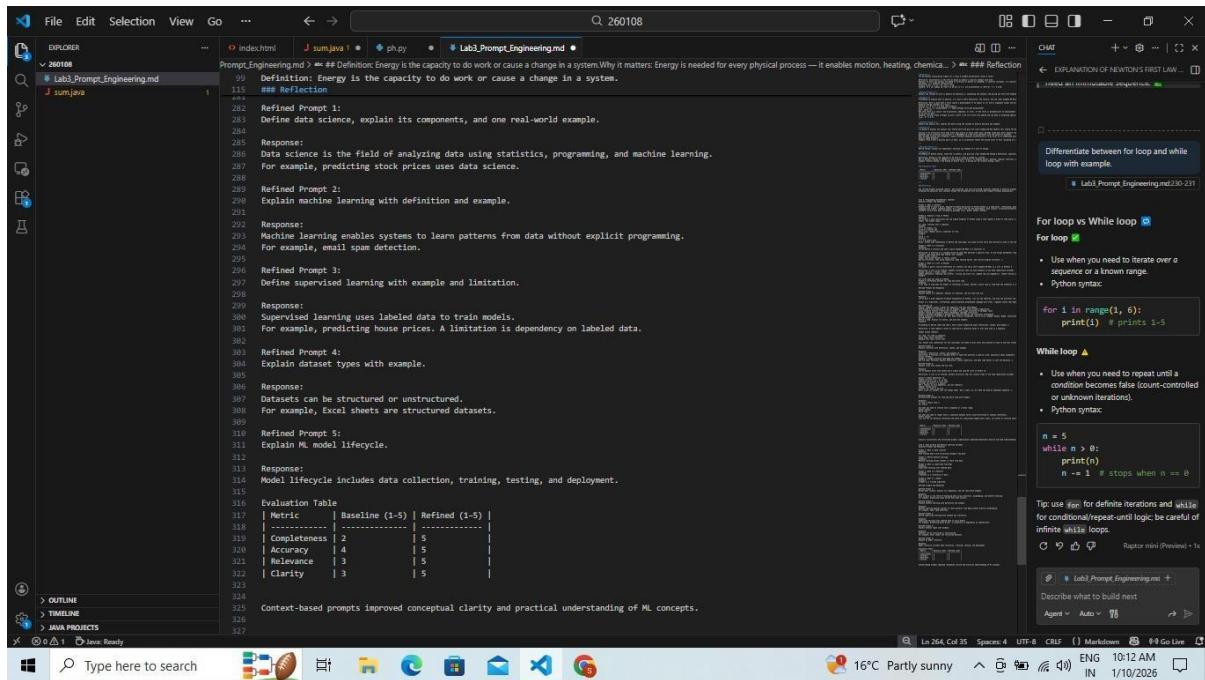 File Edit Selection View Go ...
260108
EXPLORER
260108
Lab3_Prompt_Engineering.md
sum.java 1
OUTLINE
TIMELINE
JAVA PROJECTS
index.html
sum.java 1
ph.py
Lab3_Prompt_Engineering.md
Prompt_Engineering.md > ## Definition: Energy is the capacity to do work or cause a change in a system.Why it matters: Energy is needed for every physical process — it enables motion, heating, chemica... > ### Reflection
99 Definition: Energy is the capacity to do work or cause a change in a system.
115 ### Reflection
282 Refined Prompt 1:
283 Define data science, explain its components, and one real-world example.
284
285 Response:
286 Data science is the field of analyzing data using statistics, programming, and machine learning.
287 For example, predicting stock prices uses data science.
288
289 Refined Prompt 2:
290 Explain machine learning with definition and example.
291
292 Response:
293 Machine learning enables systems to learn patterns from data without explicit programming.
294 For example, email spam detection.
295
296 Refined Prompt 3:
297 Define supervised learning with example and limitation.
298
299 Response:
300 Supervised learning uses labeled data to train models.
301 For example, predicting house prices. A limitation is dependency on labeled data.
302
303 Refined Prompt 4:
304 Explain dataset types with example.
305
306 Response:
307 Datasets can be structured or unstructured.
308 For example, Excel sheets are structured datasets.
309
310 Refined Prompt 5:
311 Explain ML model lifecycle.
312
313 Response:
314 Model lifecycle includes data collection, training, testing, and deployment.
315
316 Evaluation Table
317 | Metric | Baseline (1–5) | Refined (1–5) |
318 | ------------ | -------------- | ------------- |
319 | Completeness | 2 | 5 |
320 | Accuracy | 4 | 5 |
321 | Relevance | 3 | 5 |
322 | Clarity | 3 | 5 |
323
324
325 Context-based prompts improved conceptual clarity and practical understanding of ML concepts.
326
327
CHAT
EXPLANATION OF NEWTON'S FIRST LAW ...
need an immutable sequence.
Differentiate between for loop and while
loop with example.
Lab3_Prompt_Engineering.md:230-231
For loop vs While loop
For loop
• Use when you need to iterate over a
sequence or a known range.
• Python syntax:
for i in range(1, 6):
print(i) # prints 1–5
While loop
• Use when you need to repeat until a
condition becomes false (count-controlled
or unknown iterations).
• Python syntax:
n = 5
while n > 0:
print(n)
n -= 1 # stops when n == 0
Tip: use for for definite iterations and while
for conditional/repeat-until logic; be careful of
infinite while loops.
Raptor mini (Preview) • 1x
Lab3_Prompt_Engineering.md +
Describe what to build next
Agent Auto
0 1 Java: Ready
Ln 264, Col 35 Spaces: 4 UTF-8 CRLF {} Markdown Go Live
Type here to search
16°C Partly sunny
ENG
IN
10:12 AM
1/10/2026